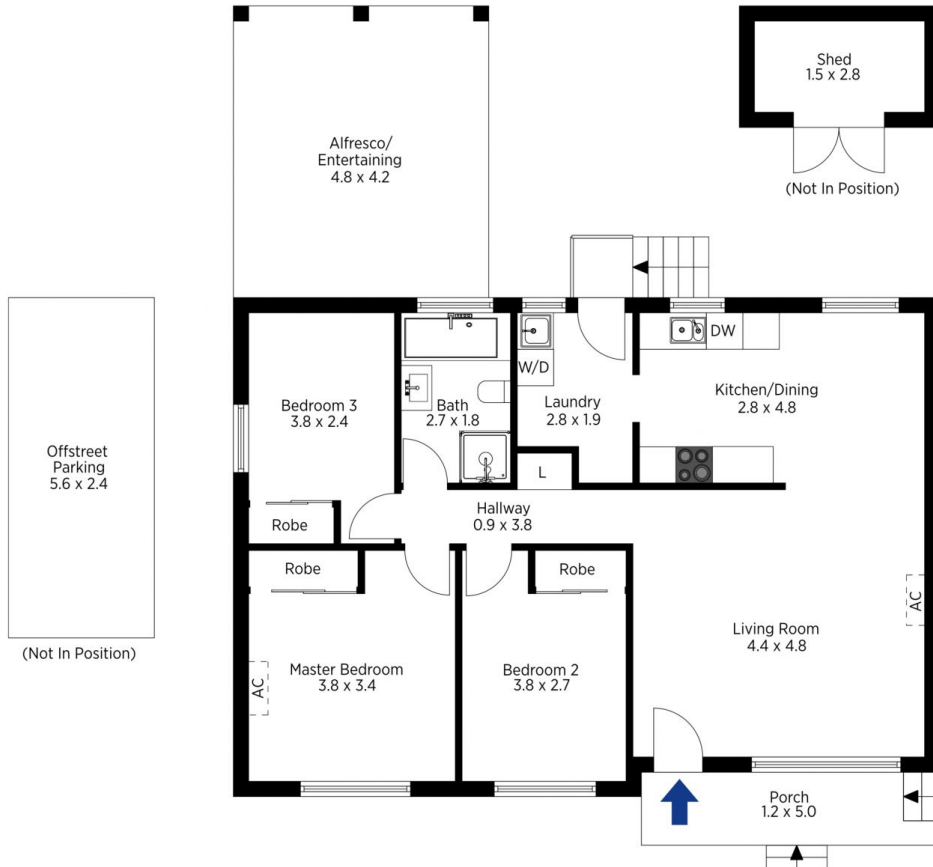 Shed
1.5 x 2.8
(Not In Position)
Alfresco/
Entertaining
4.8 x 4.2
Offstreet
Parking
5.6 x 2.4
(Not In Position)
Bedroom 3
3.8 x 2.4
Robe
Bath
2.7 x 1.8
W/D
Laundry
2.8 x 1.9
L
DW
Kitchen/Dining
2.8 x 4.8
Hallway
0.9 x 3.8
Robe
Master Bedroom
3.8 x 3.4
AC
Robe
Bedroom 2
3.8 x 2.7
Living Room
4.4 x 4.8
AC
Porch
1.2 x 5.0